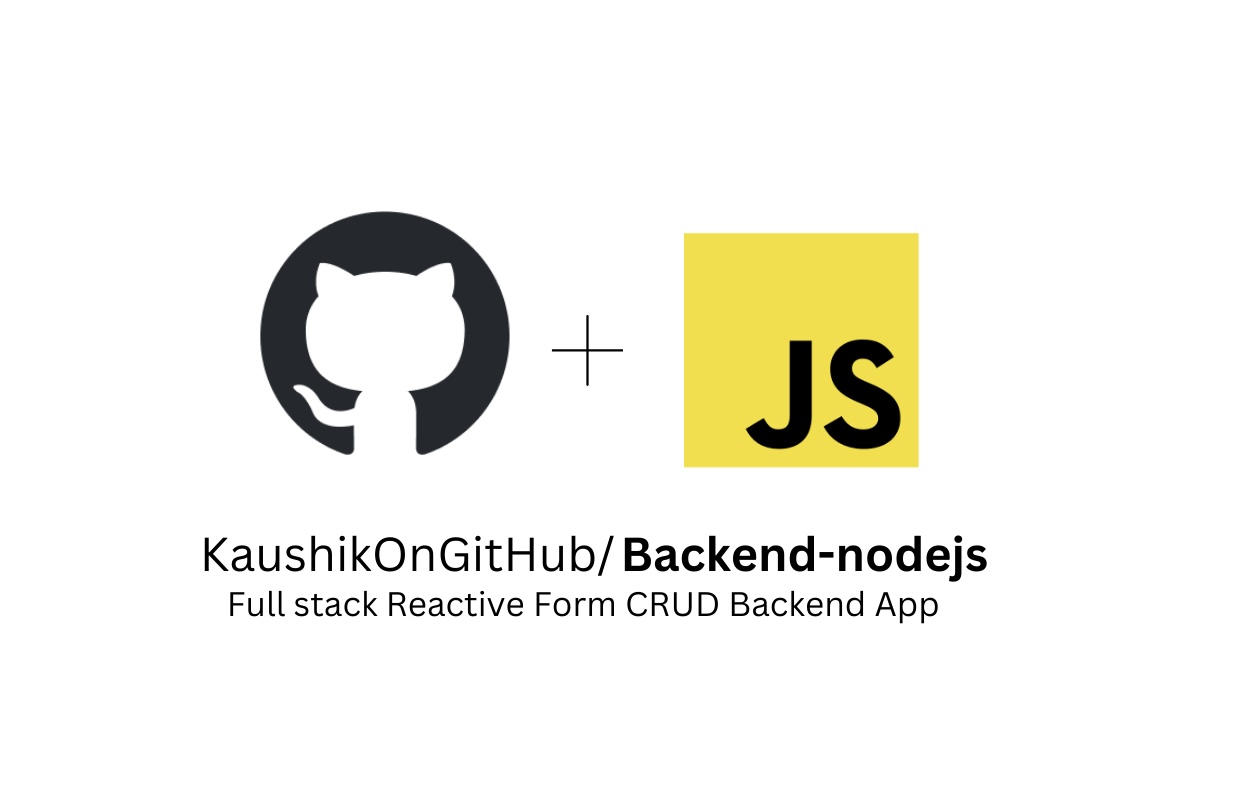 JS
KaushikOnGitHub/Backend-nodejs
Full stack Reactive Form CRUD Backend App